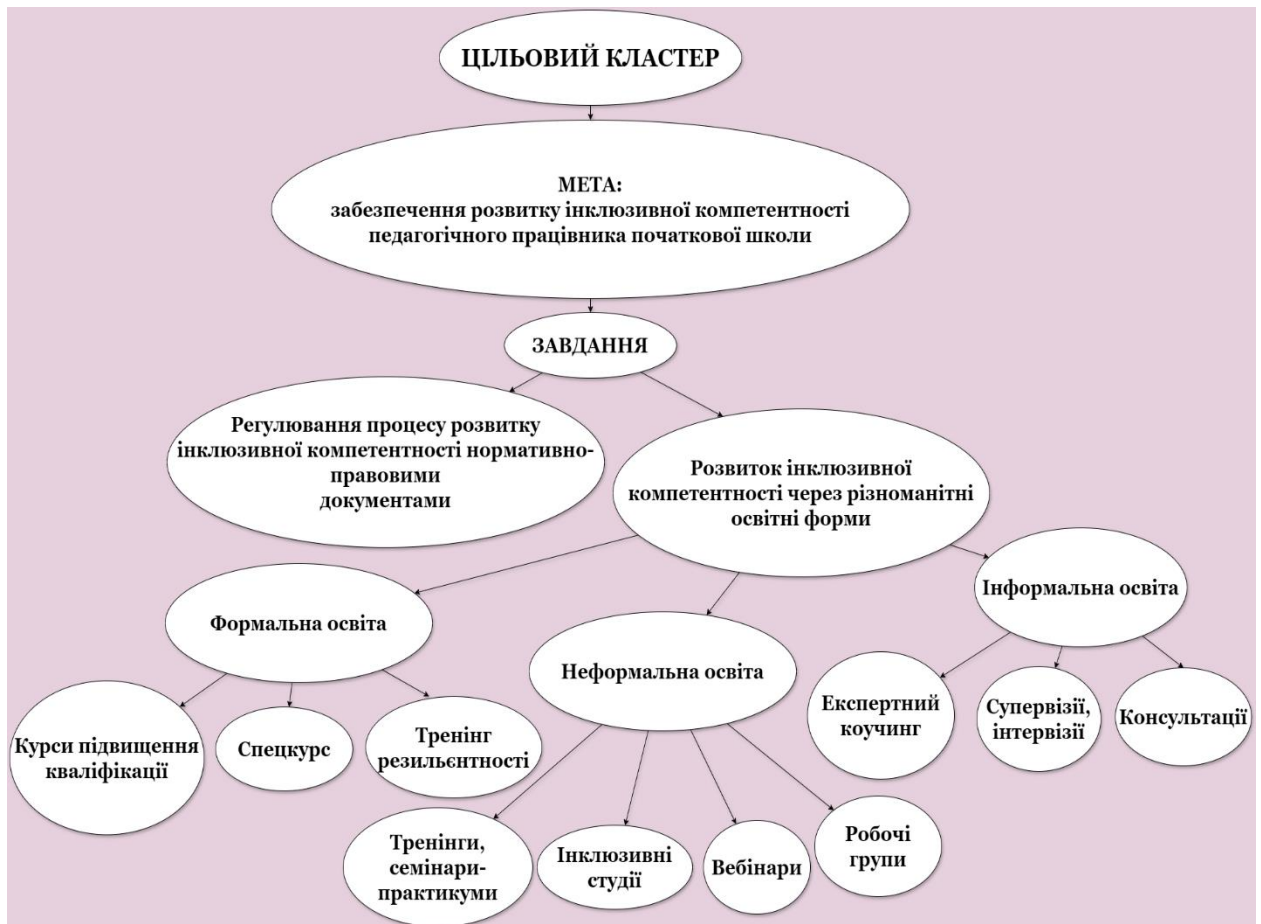 ЦІЛЬОВИЙ КЛАСТЕР
МЕТА:
забезпечення розвитку інклюзивної компетентності
педагогічного працівника початкової школи
ЗАВДАННЯ
Регулювання процесу розвитку
інклюзивної компетентності нормативно-
правовими
документами
Розвиток інклюзивної
компетентності через різноманітні
освітні форми
Формальна освіта
Неформальна освіта
Інформальна освіта
Курси підвищення
кваліфікації
Спецкурс
Тренінг
резильєнтності
Тренінги,
семінари-
практикуми
Інклюзивні
студії
Вебінари
Робочі
групи
Експертний
коучинг
Супервізії,
інтервізії
Консультації